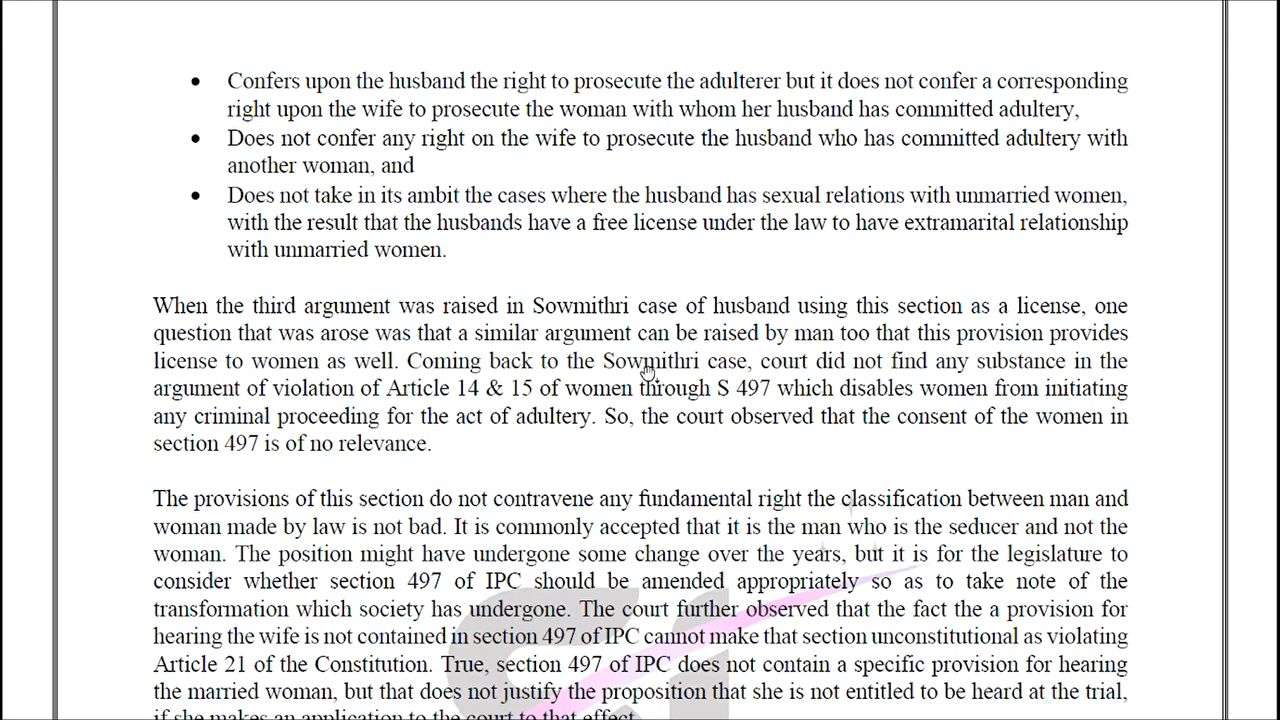 • Confers upon the husband the right to prosecute the adulterer but it does not confer a corresponding
right upon the wife to prosecute the woman with whom her husband has committed adultery,
• Does not confer any right on the wife to prosecute the husband who has committed adultery with
another woman, and
• Does not take in its ambit the cases where the husband has sexual relations with unmarried women,
with the result that the husbands have a free license under the law to have extramarital relationship
with unmarried women.
When the third argument was raised in Sowmithri case of husband using this section as a license, one
question that was arose was that a similar argument can be raised by man too that this provision provides
license to women as well. Coming back to the Sowmithri case, court did not find any substance in the
argument of violation of Article 14 & 15 of women through S 497 which disables women from initiating
any criminal proceeding for the act of adultery. So, the court observed that the consent of the women in
section 497 is of no relevance.
The provisions of this section do not contravene any fundamental right the classification between man and
woman made by law is not bad. It is commonly accepted that it is the man who is the seducer and not the
woman. The position might have undergone some change over the years, but it is for the legislature to
consider whether section 497 of IPC should be amended appropriately so as to take note of the
transformation which society has undergone. The court further observed that the fact the a provision for
hearing the wife is not contained in section 497 of IPC cannot make that section unconstitutional as violating
Article 21 of the Constitution. True, section 497 of IPC does not contain a specific provision for hearing
the married woman, but that does not justify the proposition that she is not entitled to be heard at the trial,
if she makes an application to the court to that effect.